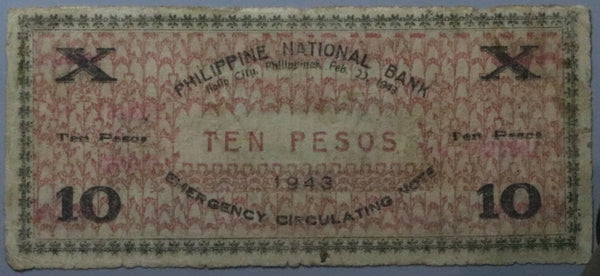 X
X
PHILIPPINE NATIONAL BANK
Iloilo City, Philippines, Feb. 23, 1943
TEN PESOS
Ten Pesos
Ten Pesos
1943
EMERGENCY CIRCULATING NOTE
10
10